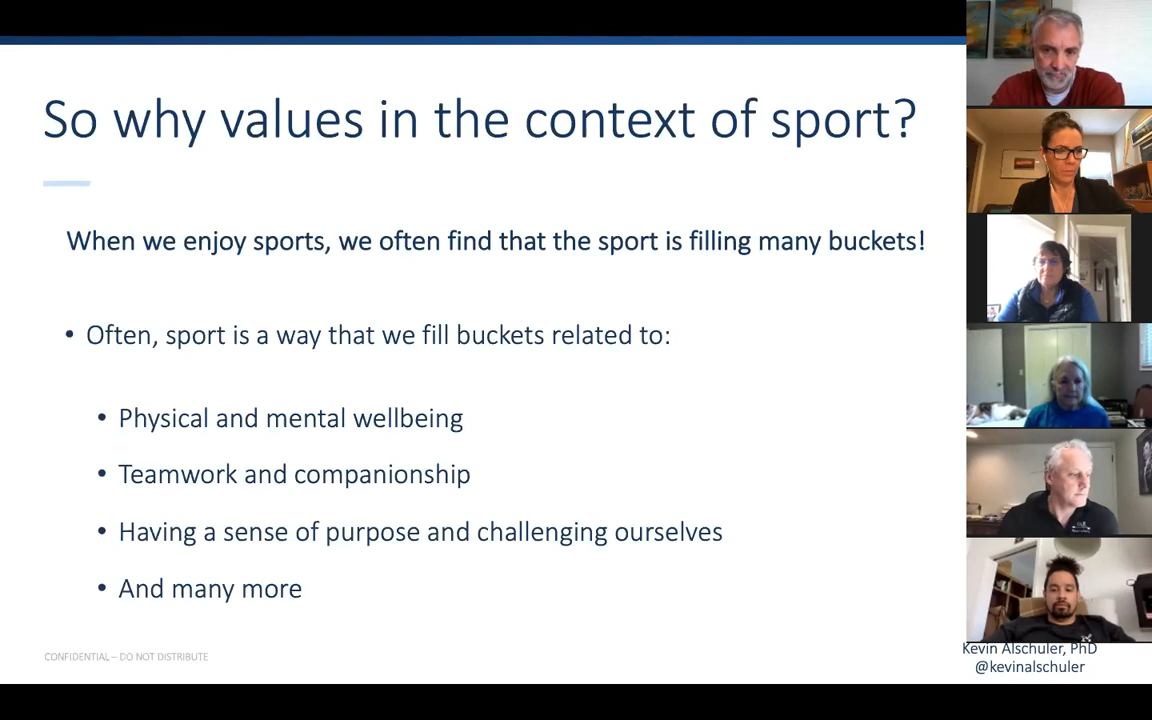 So why values in the context of sport?
When we enjoy sports, we often find that the sport is filling many buckets!
• Often, sport is a way that we fill buckets related to:
• Physical and mental wellbeing
• Teamwork and companionship
• Having a sense of purpose and challenging ourselves
• And many more
CONFIDENTIAL – DO NOT DISTRIBUTE
Kevin Alschuler, PhD
@kevinalschuler